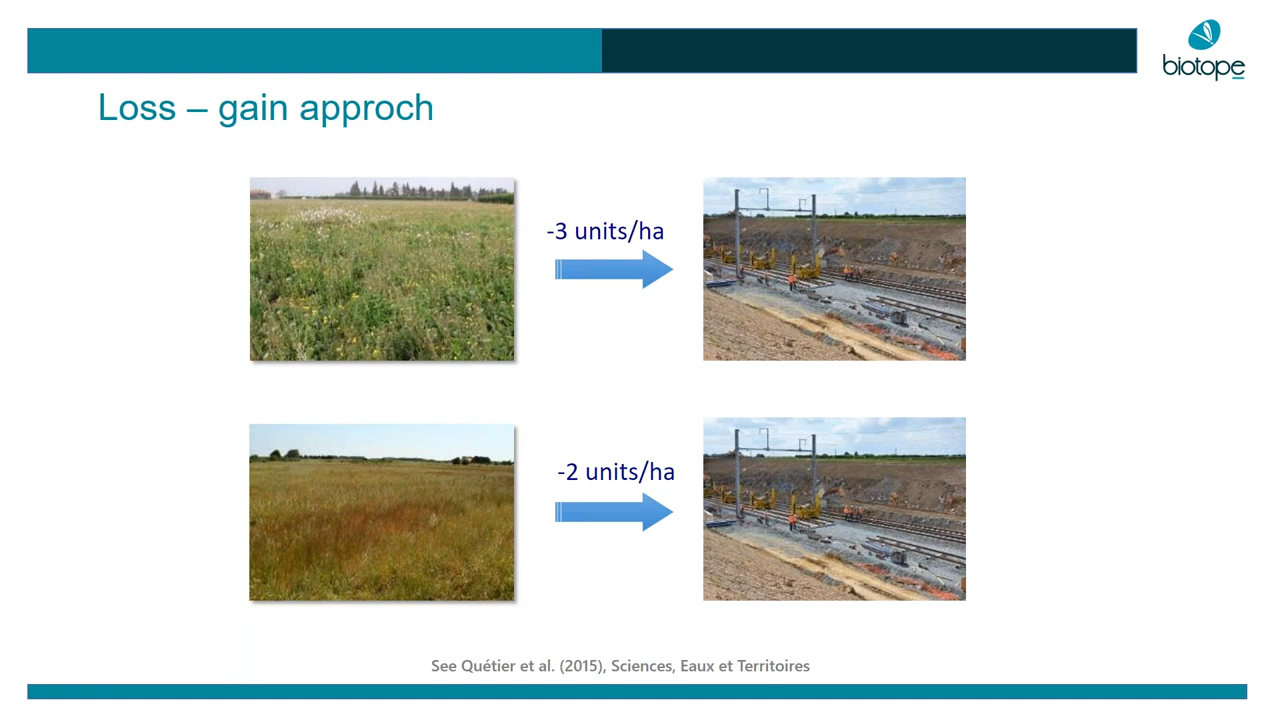 biotope
Loss – gain approch
-3 units/ha
-2 units/ha
See Quétier et al. (2015), Sciences, Eaux et Territoires